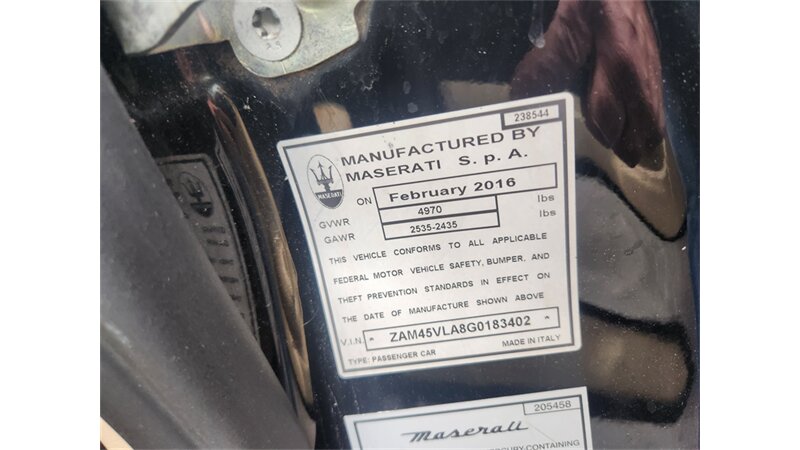 238544
MANUFACTURED BY
MASERATI S. p. A.
MASERATI
ON February 2016
GVWR 4970 lbs
GAWR 2535-2435 lbs
THIS VEHICLE CONFORMS TO ALL APPLICABLE
FEDERAL MOTOR VEHICLE SAFETY, BUMPER. AND
THEFT PREVENTION STANDARDS IN EFFECT ON
THE DATE OF MANUFACTURE SHOWN ABOVE
V.I.N. * ZAM45VLA8G0183402 *
TYPE: PASSENGER CAR MADE IN ITALY
205458
Maserati